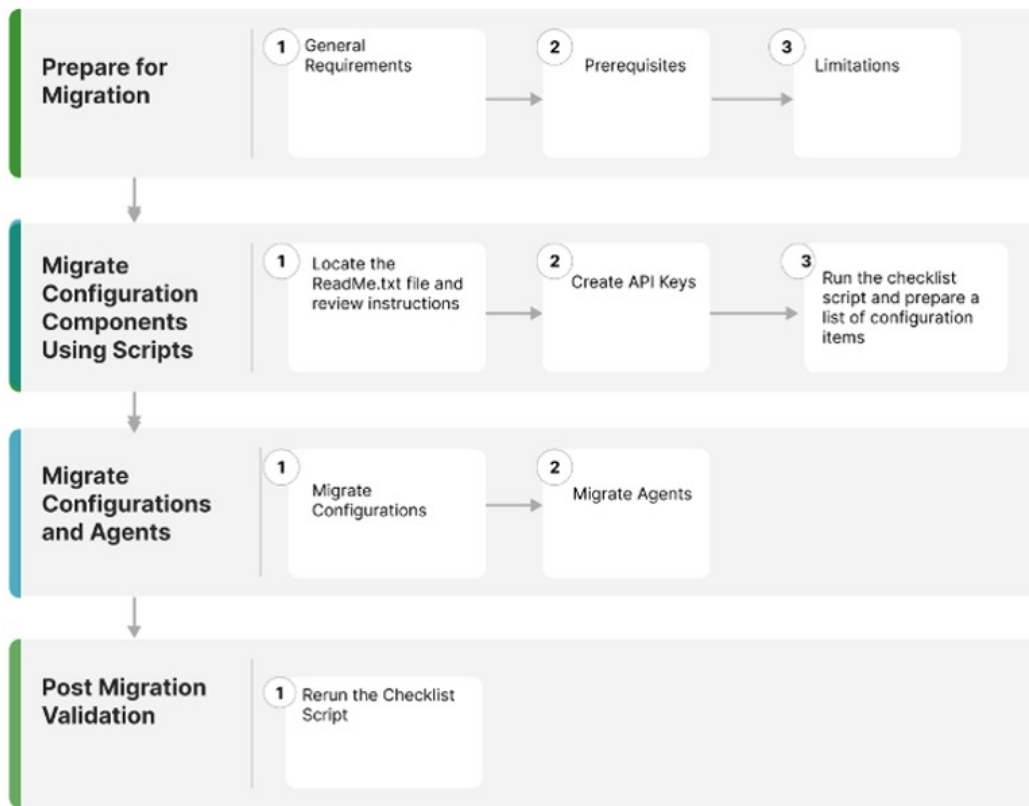 Prepare for
Migration
1
General
Requirements
2
Prerequisites
3
Limitations
Migrate
Configuration
Components
Using Scripts
1
Locate the
ReadMe.txt file and
review instructions
2
Create API Keys
3
Run the checklist
script and prepare a
list of configuration
items
Migrate
Configurations
and Agents
1
Migrate
Configurations
2
Migrate Agents
Post Migration
Validation
1
Rerun the Checklist
Script